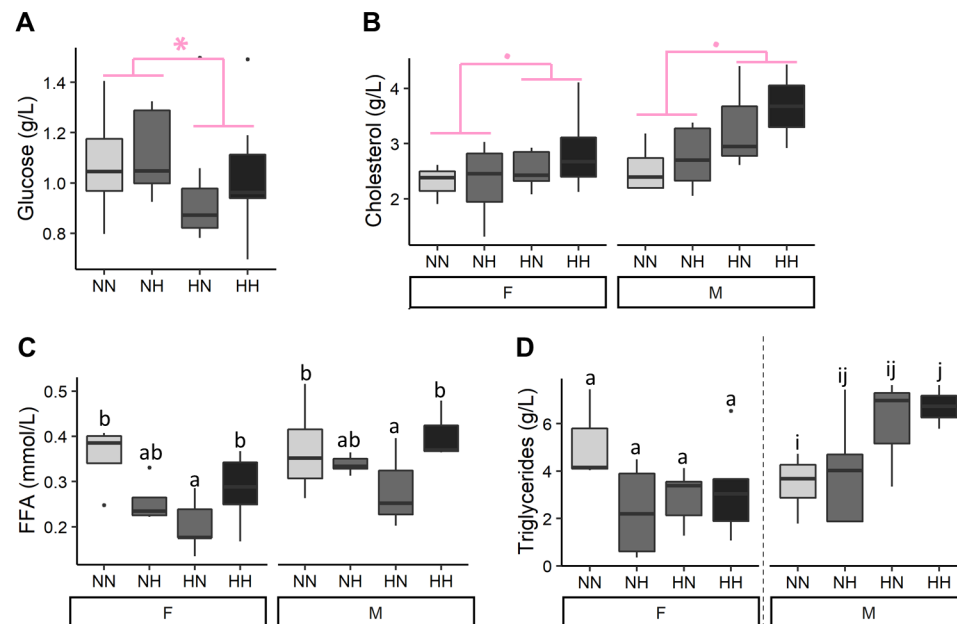 A
Glucose (g/L)
1.4
1.2
1.0
0.8
*
NN NH HN HH
B
Cholesterol (g/L)
4
3
2
NN NH HN HH NN NH HN HH
F M
C
FFA (mmol/L)
0.5
0.4
0.3
0.2
b ab a b b ab a b
NN NH HN HH NN NH HN HH
F M
D
Triglycerides (g/L)
6
4
2
0
a a a a i ij ij j
NN NH HN HH NN NH HN HH
F M